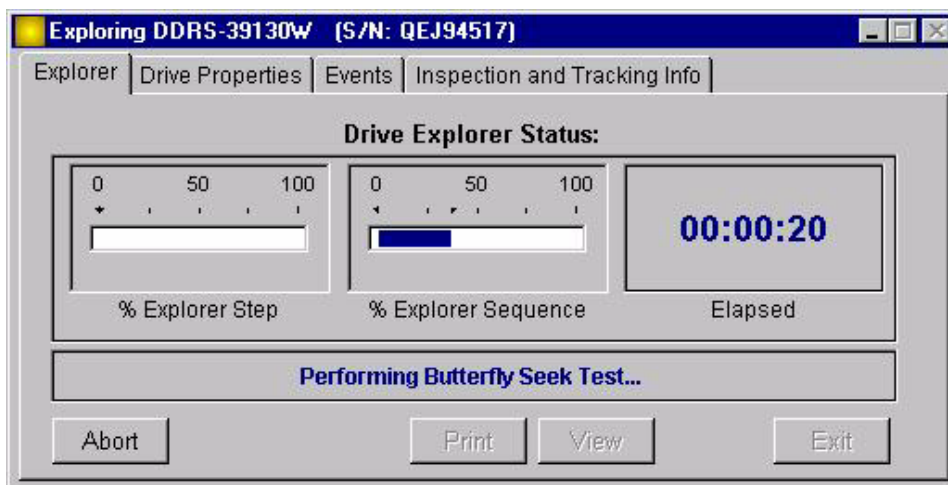 Exploring DDRS-39130W (S/N: QEJ94517)
Explorer Drive Properties Events Inspection and Tracking Info
Drive Explorer Status:
0 50 100 0 50 100
00:00:20
% Explorer Step % Explorer Sequence Elapsed
Performing Butterfly Seek Test...
Abort Print View Exit